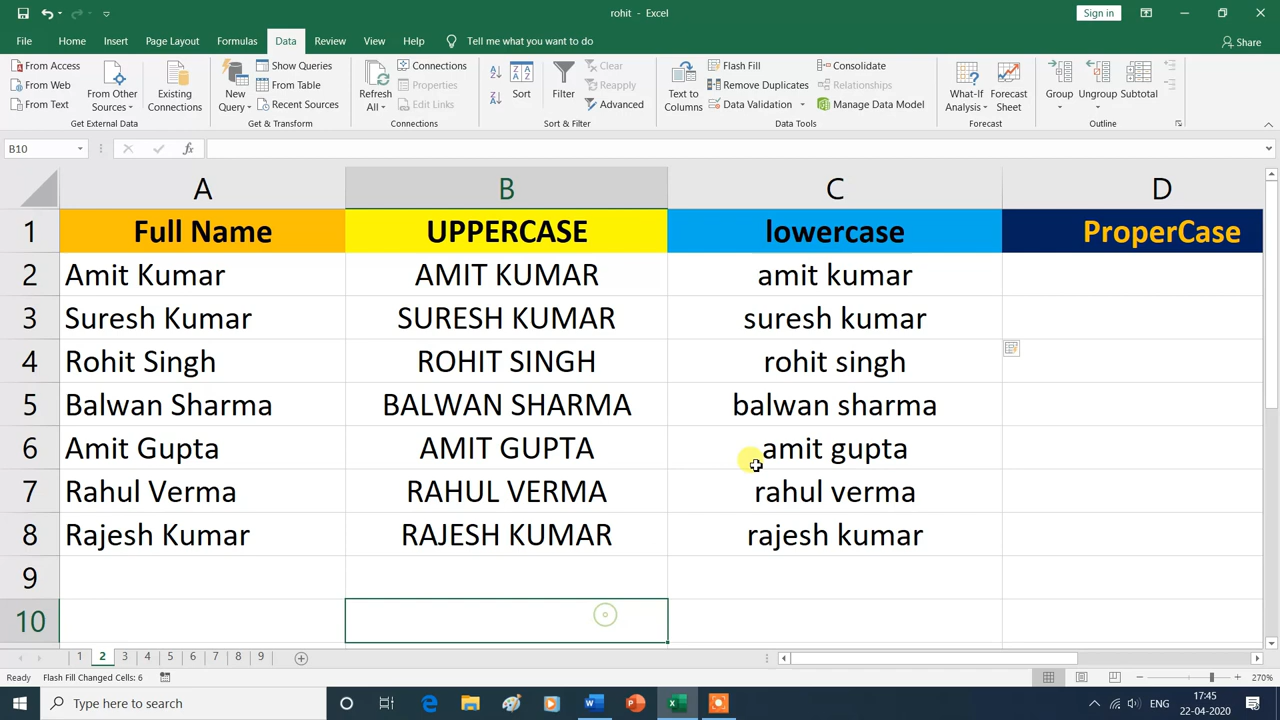 rohit - Excel
Sign in
File Home Insert Page Layout Formulas Data Review View Help Tell me what you want to do Share
From Access
From Web
From Text
From Other Sources
Existing Connections
Get External Data
New Query
Show Queries
From Table
Recent Sources
Get & Transform
Refresh All
Connections
Properties
Edit Links
Connections
Sort
Filter
Clear
Reapply
Advanced
Sort & Filter
Text to Columns
Flash Fill
Remove Duplicates
Data Validation
Consolidate
Relationships
Manage Data Model
Data Tools
What-If Analysis
Forecast Sheet
Forecast
Group
Ungroup
Subtotal
Outline
B10 fx
A B C D
1 Full Name UPPERCASE lowercase ProperCase
2 Amit Kumar AMIT KUMAR amit kumar
3 Suresh Kumar SURESH KUMAR suresh kumar
4 Rohit Singh ROHIT SINGH rohit singh
5 Balwan Sharma BALWAN SHARMA balwan sharma
6 Amit Gupta AMIT GUPTA amit gupta
7 Rahul Verma RAHUL VERMA rahul verma
8 Rajesh Kumar RAJESH KUMAR rajesh kumar
9
10
1 2 3 4 5 6 7 8 9
Ready Flash Fill Changed Cells: 6 270%
Type here to search
ENG
17:45
22-04-2020